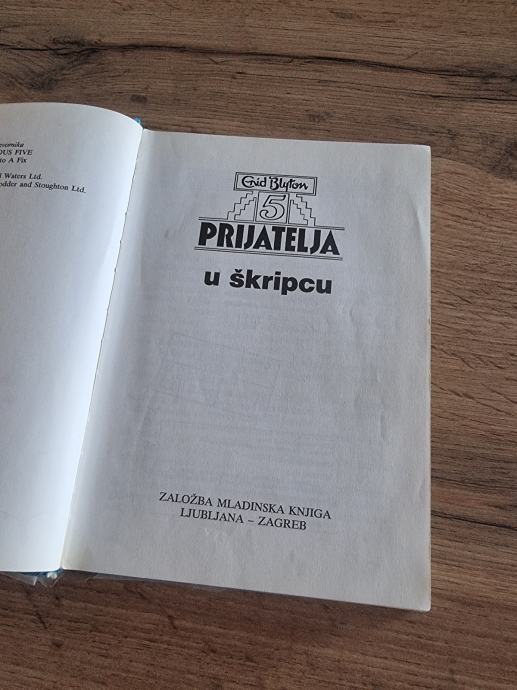 OUS FIVE
to A Fix
Waters Ltd.
odder and Stoughton Ltd.
Enid Blyton
5
PRIJATELJA
u škripcu
ZALOŽBA MLADINSKA KNJIGA
LJUBLJANA – ZAGREB